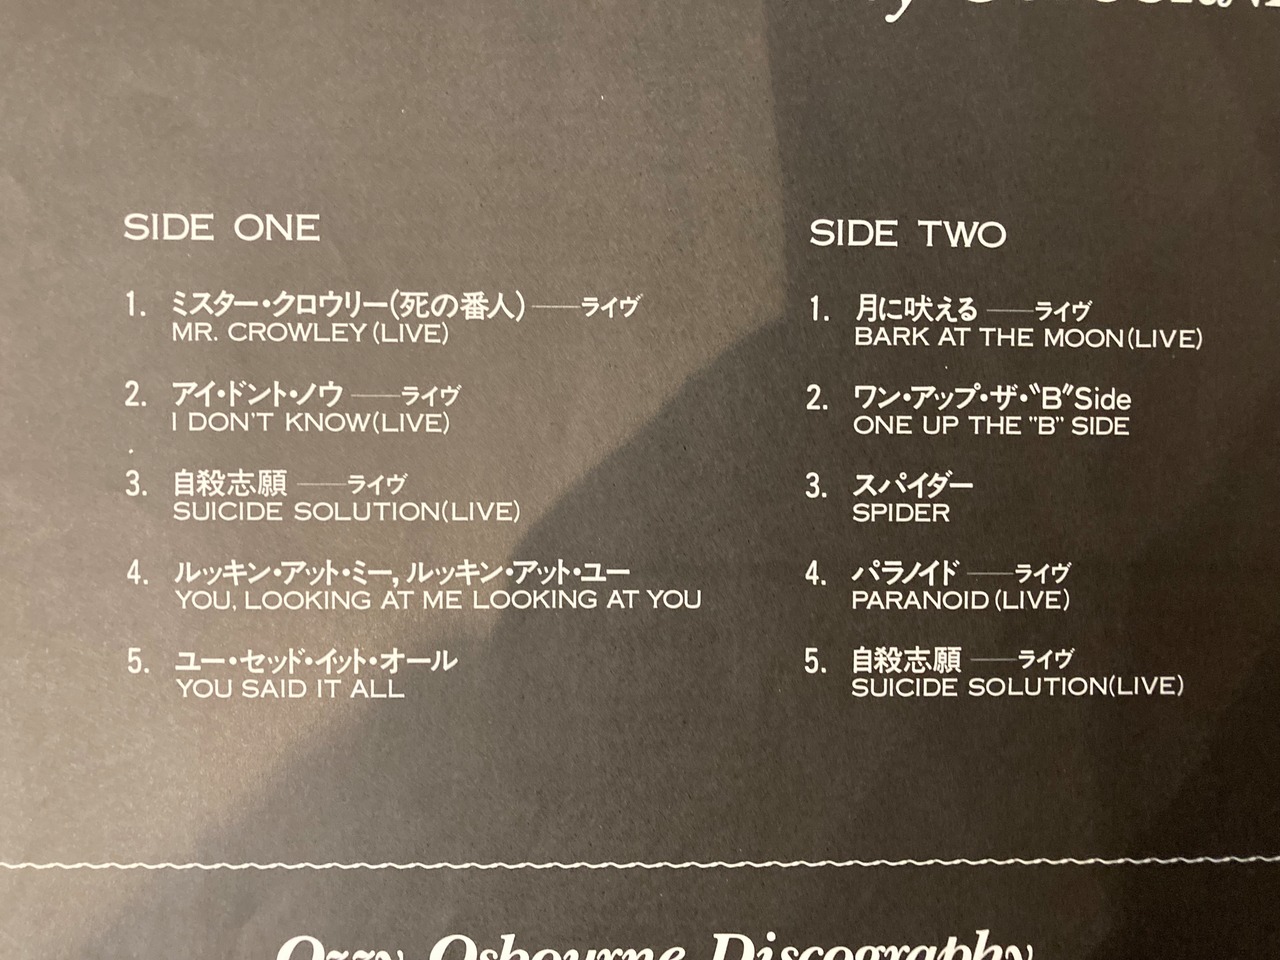 SIDE ONE
1. ミスター・クロウリー(死の番人)——ライヴ
MR. CROWLEY (LIVE)
2. アイ・ドント・ノウ——ライヴ
I DON'T KNOW(LIVE)
3. 自殺志願——ライヴ
SUICIDE SOLUTION(LIVE)
4. ルッキン・アット・ミー, ルッキン・アット・ユー
YOU, LOOKING AT ME LOOKING AT YOU
5. ユー・セッド・イット・オール
YOU SAID IT ALL
SIDE TWO
1. 月に吠える——ライヴ
BARK AT THE MOON(LIVE)
2. ワン・アップ・ザ・"B"Side
ONE UP THE "B" SIDE
3. スパイダー
SPIDER
4. パラノイド——ライヴ
PARANOID (LIVE)
5. 自殺志願——ライヴ
SUICIDE SOLUTION(LIVE)
Ozzy Osbourne Discography